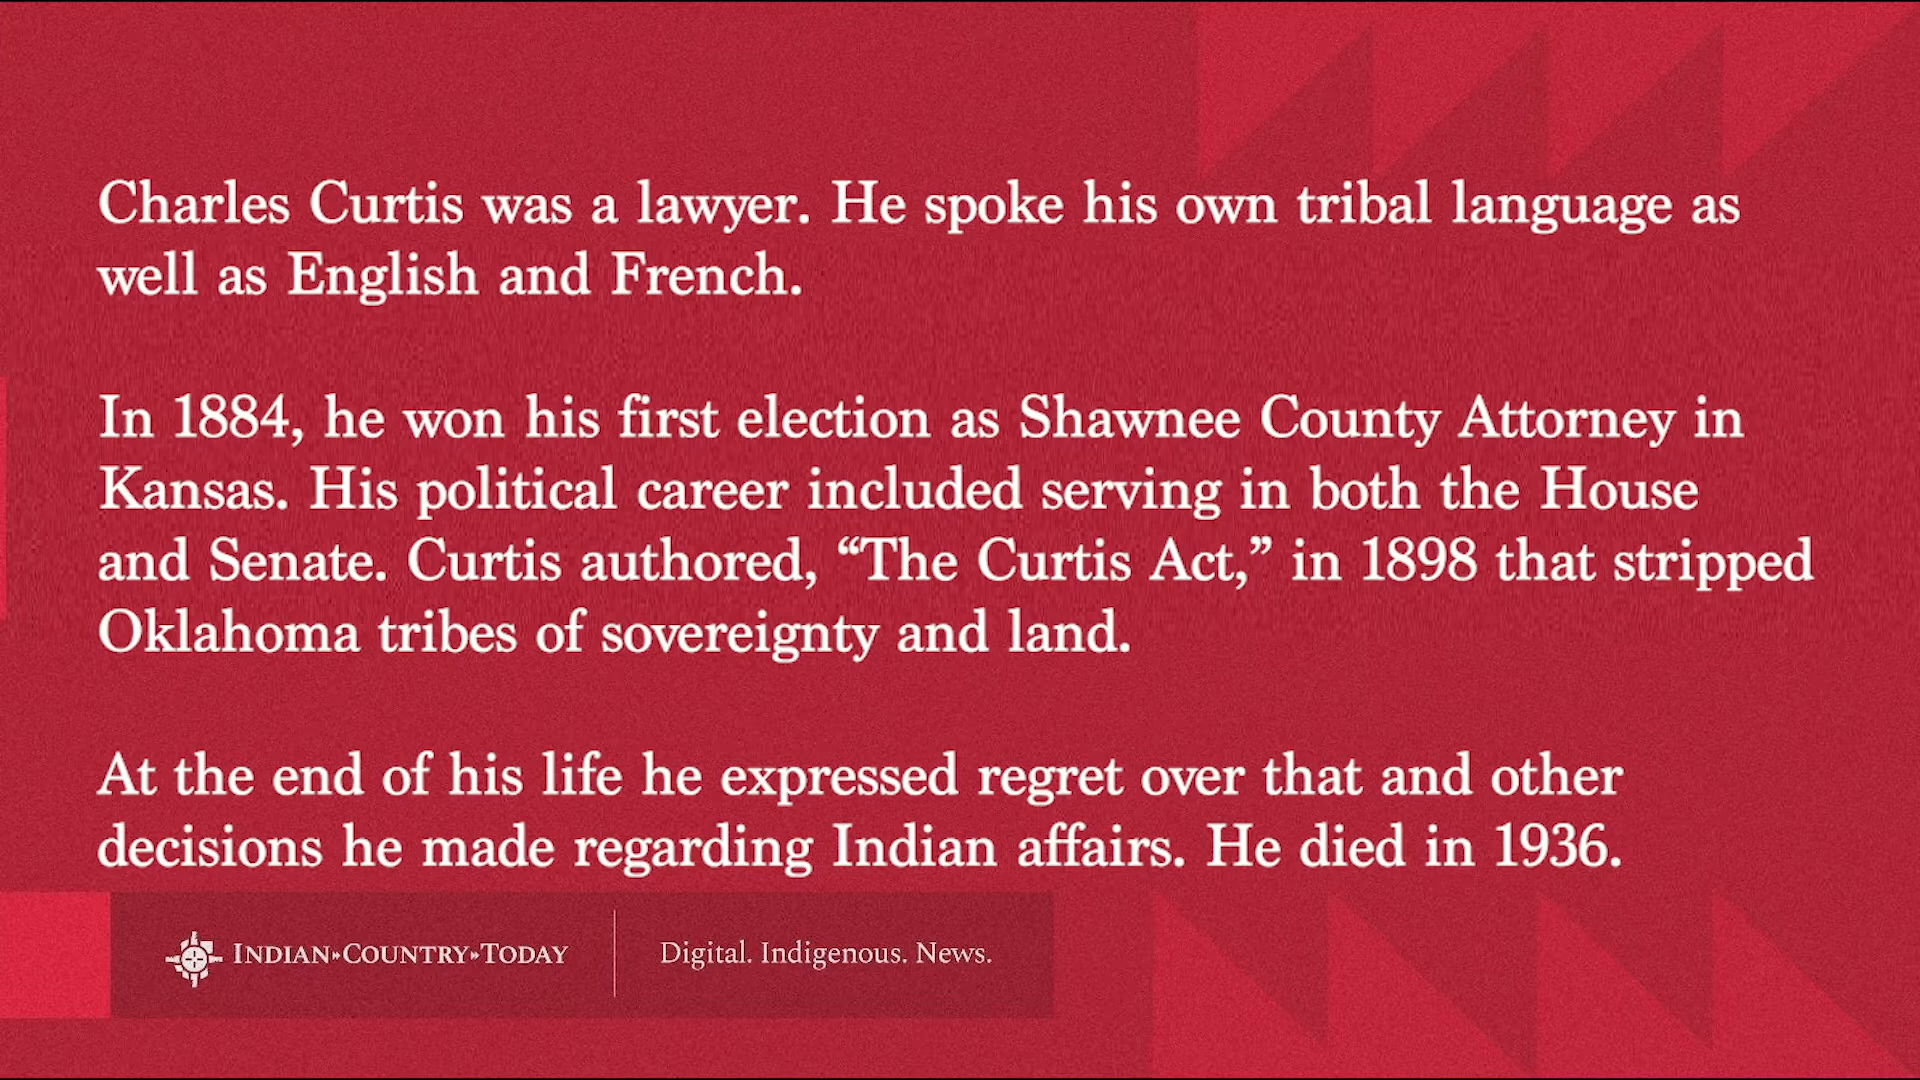 Charles Curtis was a lawyer. He spoke his own tribal language as
well as English and French.
In 1884, he won his first election as Shawnee County Attorney in
Kansas. His political career included serving in both the House
and Senate. Curtis authored, “The Curtis Act,” in 1898 that stripped
Oklahoma tribes of sovereignty and land.
At the end of his life he expressed regret over that and other
decisions he made regarding Indian affairs. He died in 1936.
INDIAN»COUNTRY»TODAY
Digital. Indigenous. News.